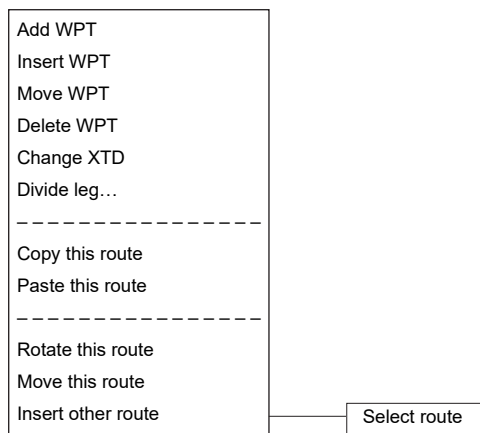 Add WPT
Insert WPT
Move WPT
Delete WPT
Change XTD
Divide leg…
Copy this route
Paste this route
Rotate this route
Move this route
Insert other route
Select route